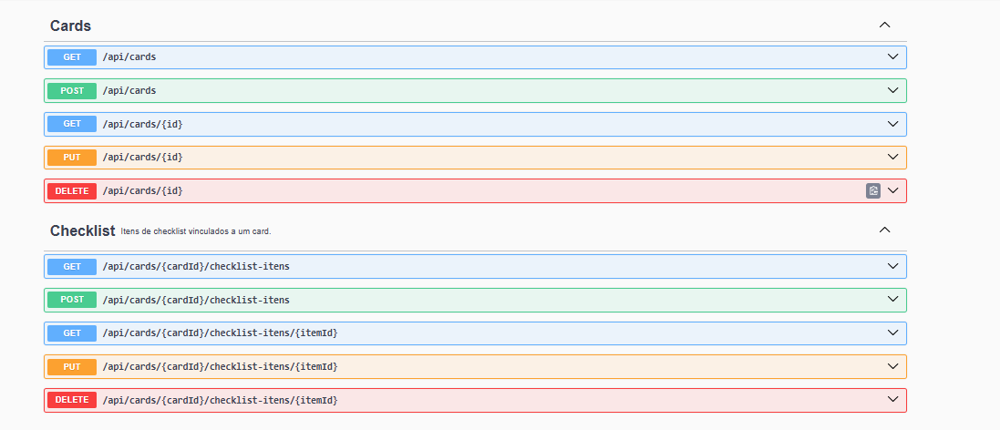 Cards
GET /api/cards
POST /api/cards
GET /api/cards/{id}
PUT /api/cards/{id}
DELETE /api/cards/{id}
Checklist Itens de checklist vinculados a um card.
GET /api/cards/{cardId}/checklist-itens
POST /api/cards/{cardId}/checklist-itens
GET /api/cards/{cardId}/checklist-itens/{itemId}
PUT /api/cards/{cardId}/checklist-itens/{itemId}
DELETE /api/cards/{cardId}/checklist-itens/{itemId}